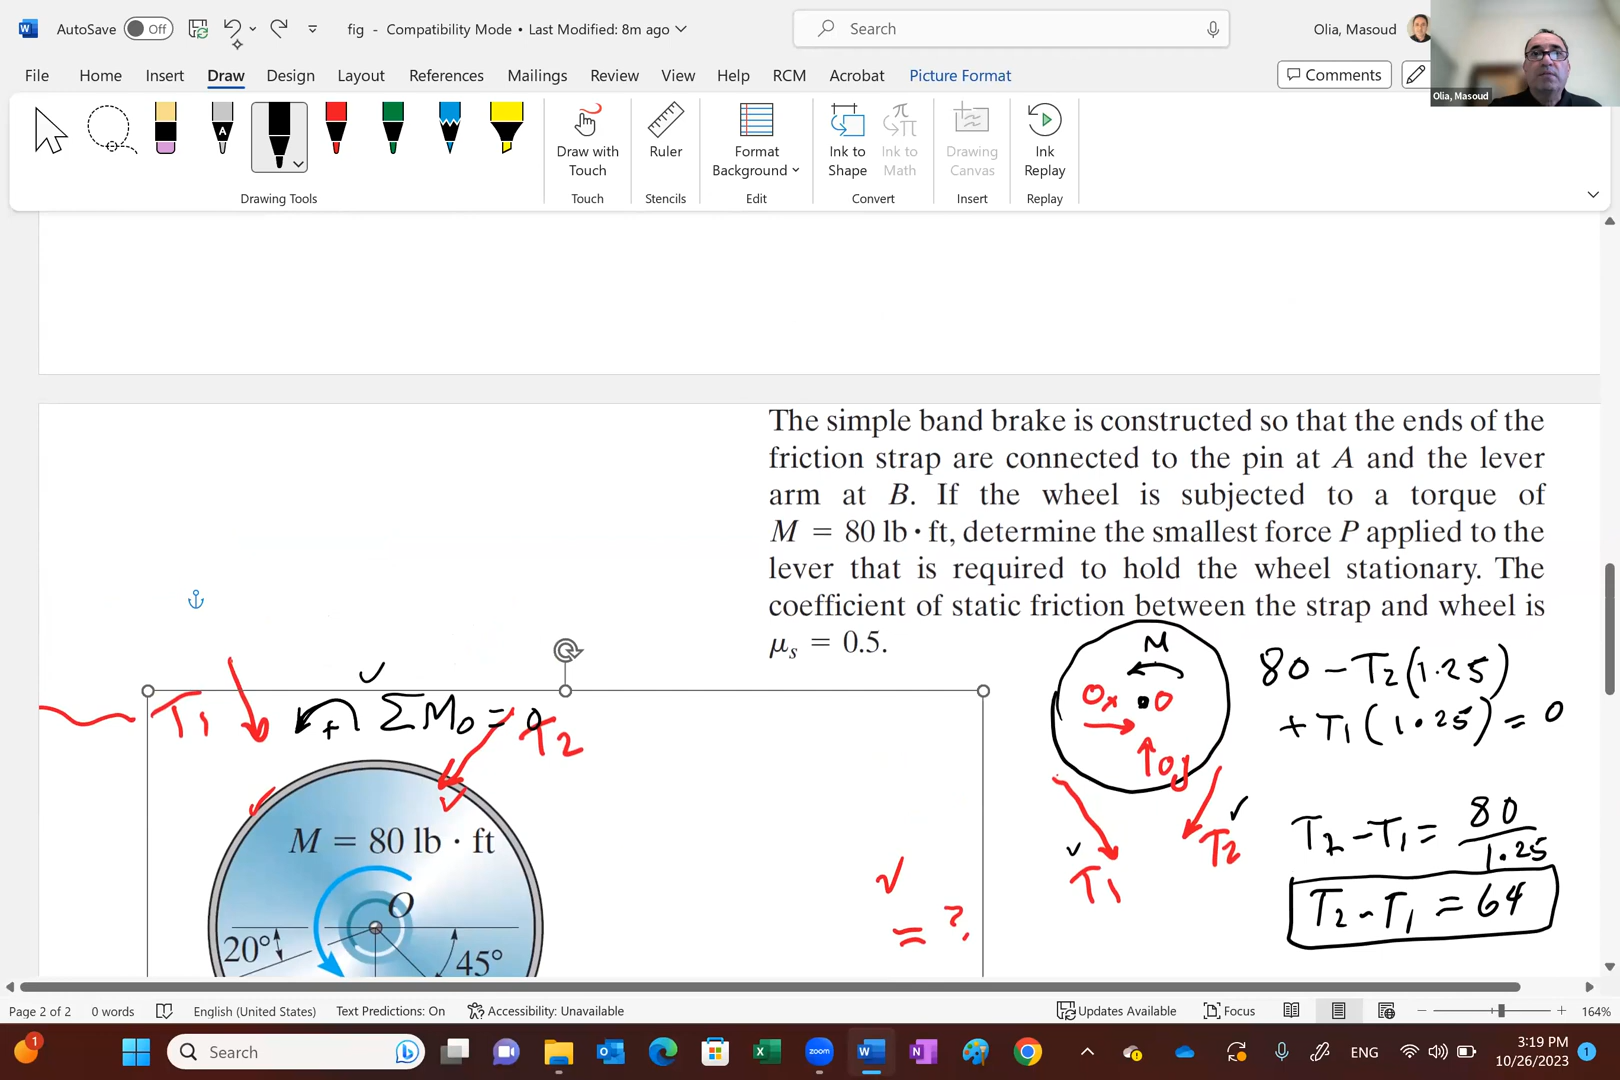 AutoSave Off fig - Compatibility Mode • Last Modified: 8m ago Search Olia, Masoud
File Home Insert Draw Design Layout References Mailings Review View Help RCM Acrobat Picture Format Comments
Olia, Masoud
A
Draw with Touch Ruler Format Background Ink to Shape Ink to Math Drawing Canvas Ink Replay
Drawing Tools Touch Stencils Edit Convert Insert Replay
The simple band brake is constructed so that the ends of the
friction strap are connected to the pin at A and the lever
arm at B. If the wheel is subjected to a torque of
M = 80 lb · ft, determine the smallest force P applied to the
lever that is required to hold the wheel stationary. The
coefficient of static friction between the strap and wheel is
μs = 0.5.
T1 + ΣMo = 0 T2
M
Ox O
Oy
T1 T2
80 - T2(1.25)
+ T1(1.25) = 0
T2 - T1 = 80/1.25
T2 - T1 = 64
= ?
M = 80 lb · ft
O
20° 45°
Page 2 of 2 0 words English (United States) Text Predictions: On Accessibility: Unavailable Updates Available Focus 164%
1 Search zoom W X N ENG 3:19 PM 1
10/26/2023